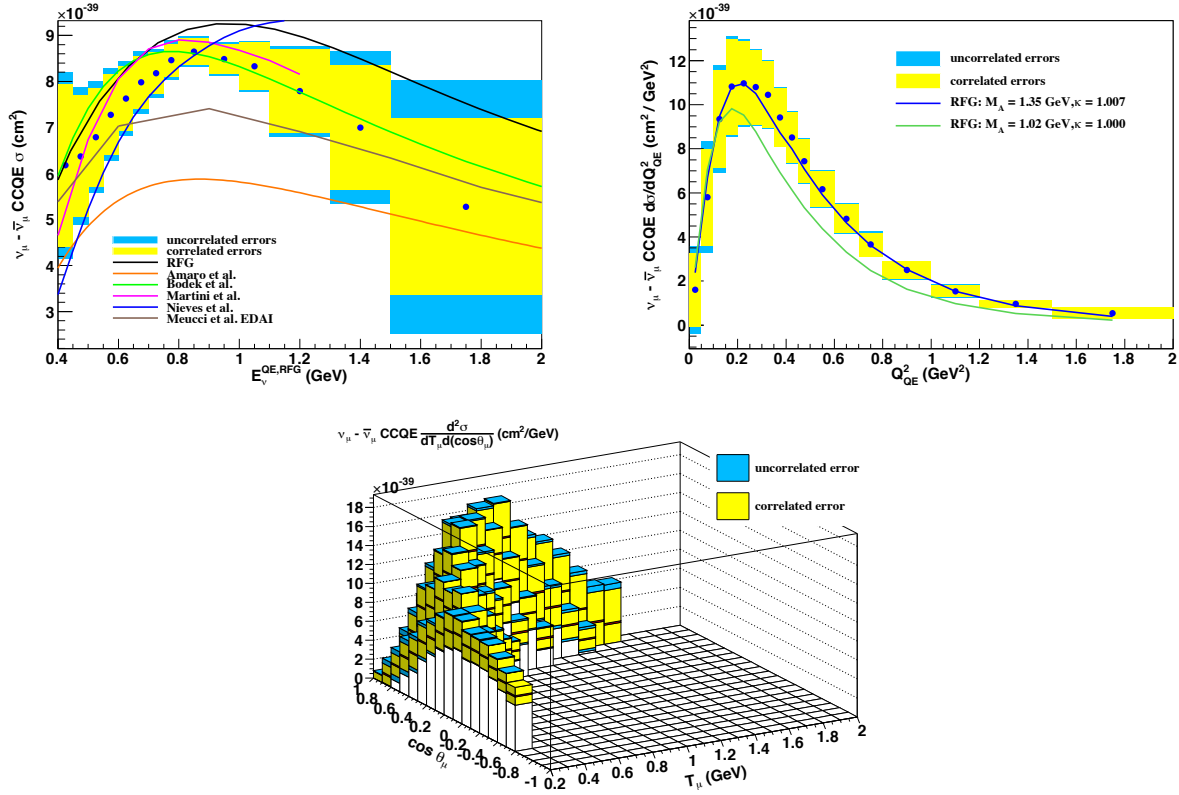 ×10⁻³⁹
ν_μ - ν̄_μ CCQE σ (cm²)
9
8
7
6
5
4
3
uncorrelated errors
correlated errors
RFG
Amaro et al.
Bodek et al.
Martini et al.
Nieves et al.
Meucci et al. EDAI
0.4 0.6 0.8 1 1.2 1.4 1.6 1.8 2
E_ν^QE,RFG (GeV)
×10⁻³⁹
ν_μ - ν̄_μ CCQE dσ/dQ²_QE (cm² / GeV²)
12
10
8
6
4
2
0
uncorrelated errors
correlated errors
RFG: M_A = 1.35 GeV,κ = 1.007
RFG: M_A = 1.02 GeV,κ = 1.000
0 0.2 0.4 0.6 0.8 1 1.2 1.4 1.6 1.8 2
Q²_QE (GeV²)
ν_μ - ν̄_μ CCQE d²σ/dT_μd(cosθ_μ) (cm²/GeV)
×10⁻³⁹
18
16
14
12
10
8
6
4
2
0
uncorrelated error
correlated error
1 0.8 0.6 0.4 0.2 0 -0.2 -0.4 -0.6 -0.8 -1
cos θ_μ
0.2 0.4 0.6 0.8 1 1.2 1.4 1.6 1.8 2
T_μ (GeV)